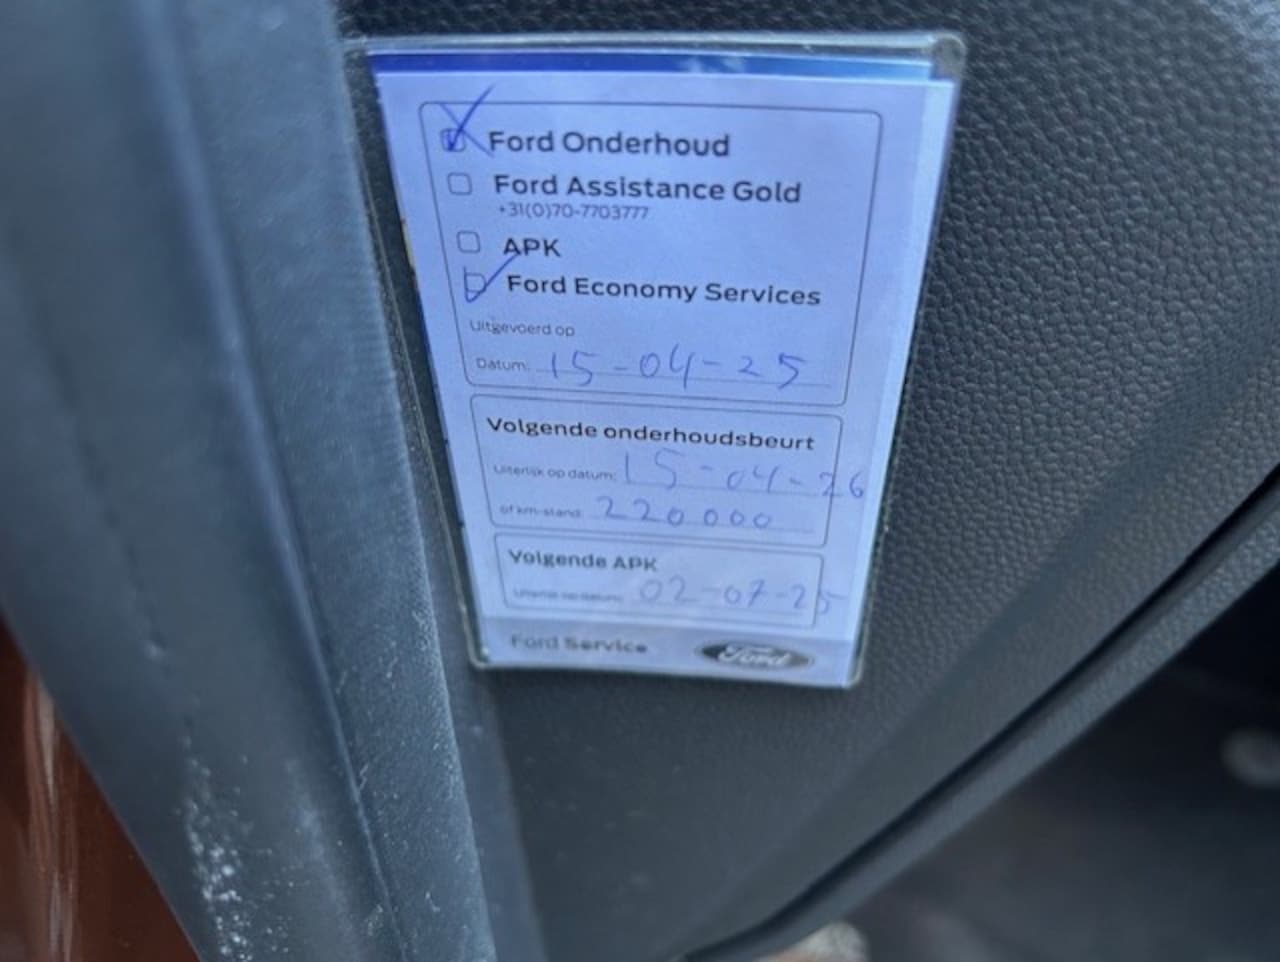 Ford Onderhoud
Ford Assistance Gold
+31(0)70-7703777
APK
Ford Economy Services
Uitgevoerd op
Datum: 15-04-25
Volgende onderhoudsbeurt
Uiterlijk op datum: 15-04-26
of km-stand: 220000
Volgende APK
Uiterlijk op datum: 02-07-25
Ford Service
Ford